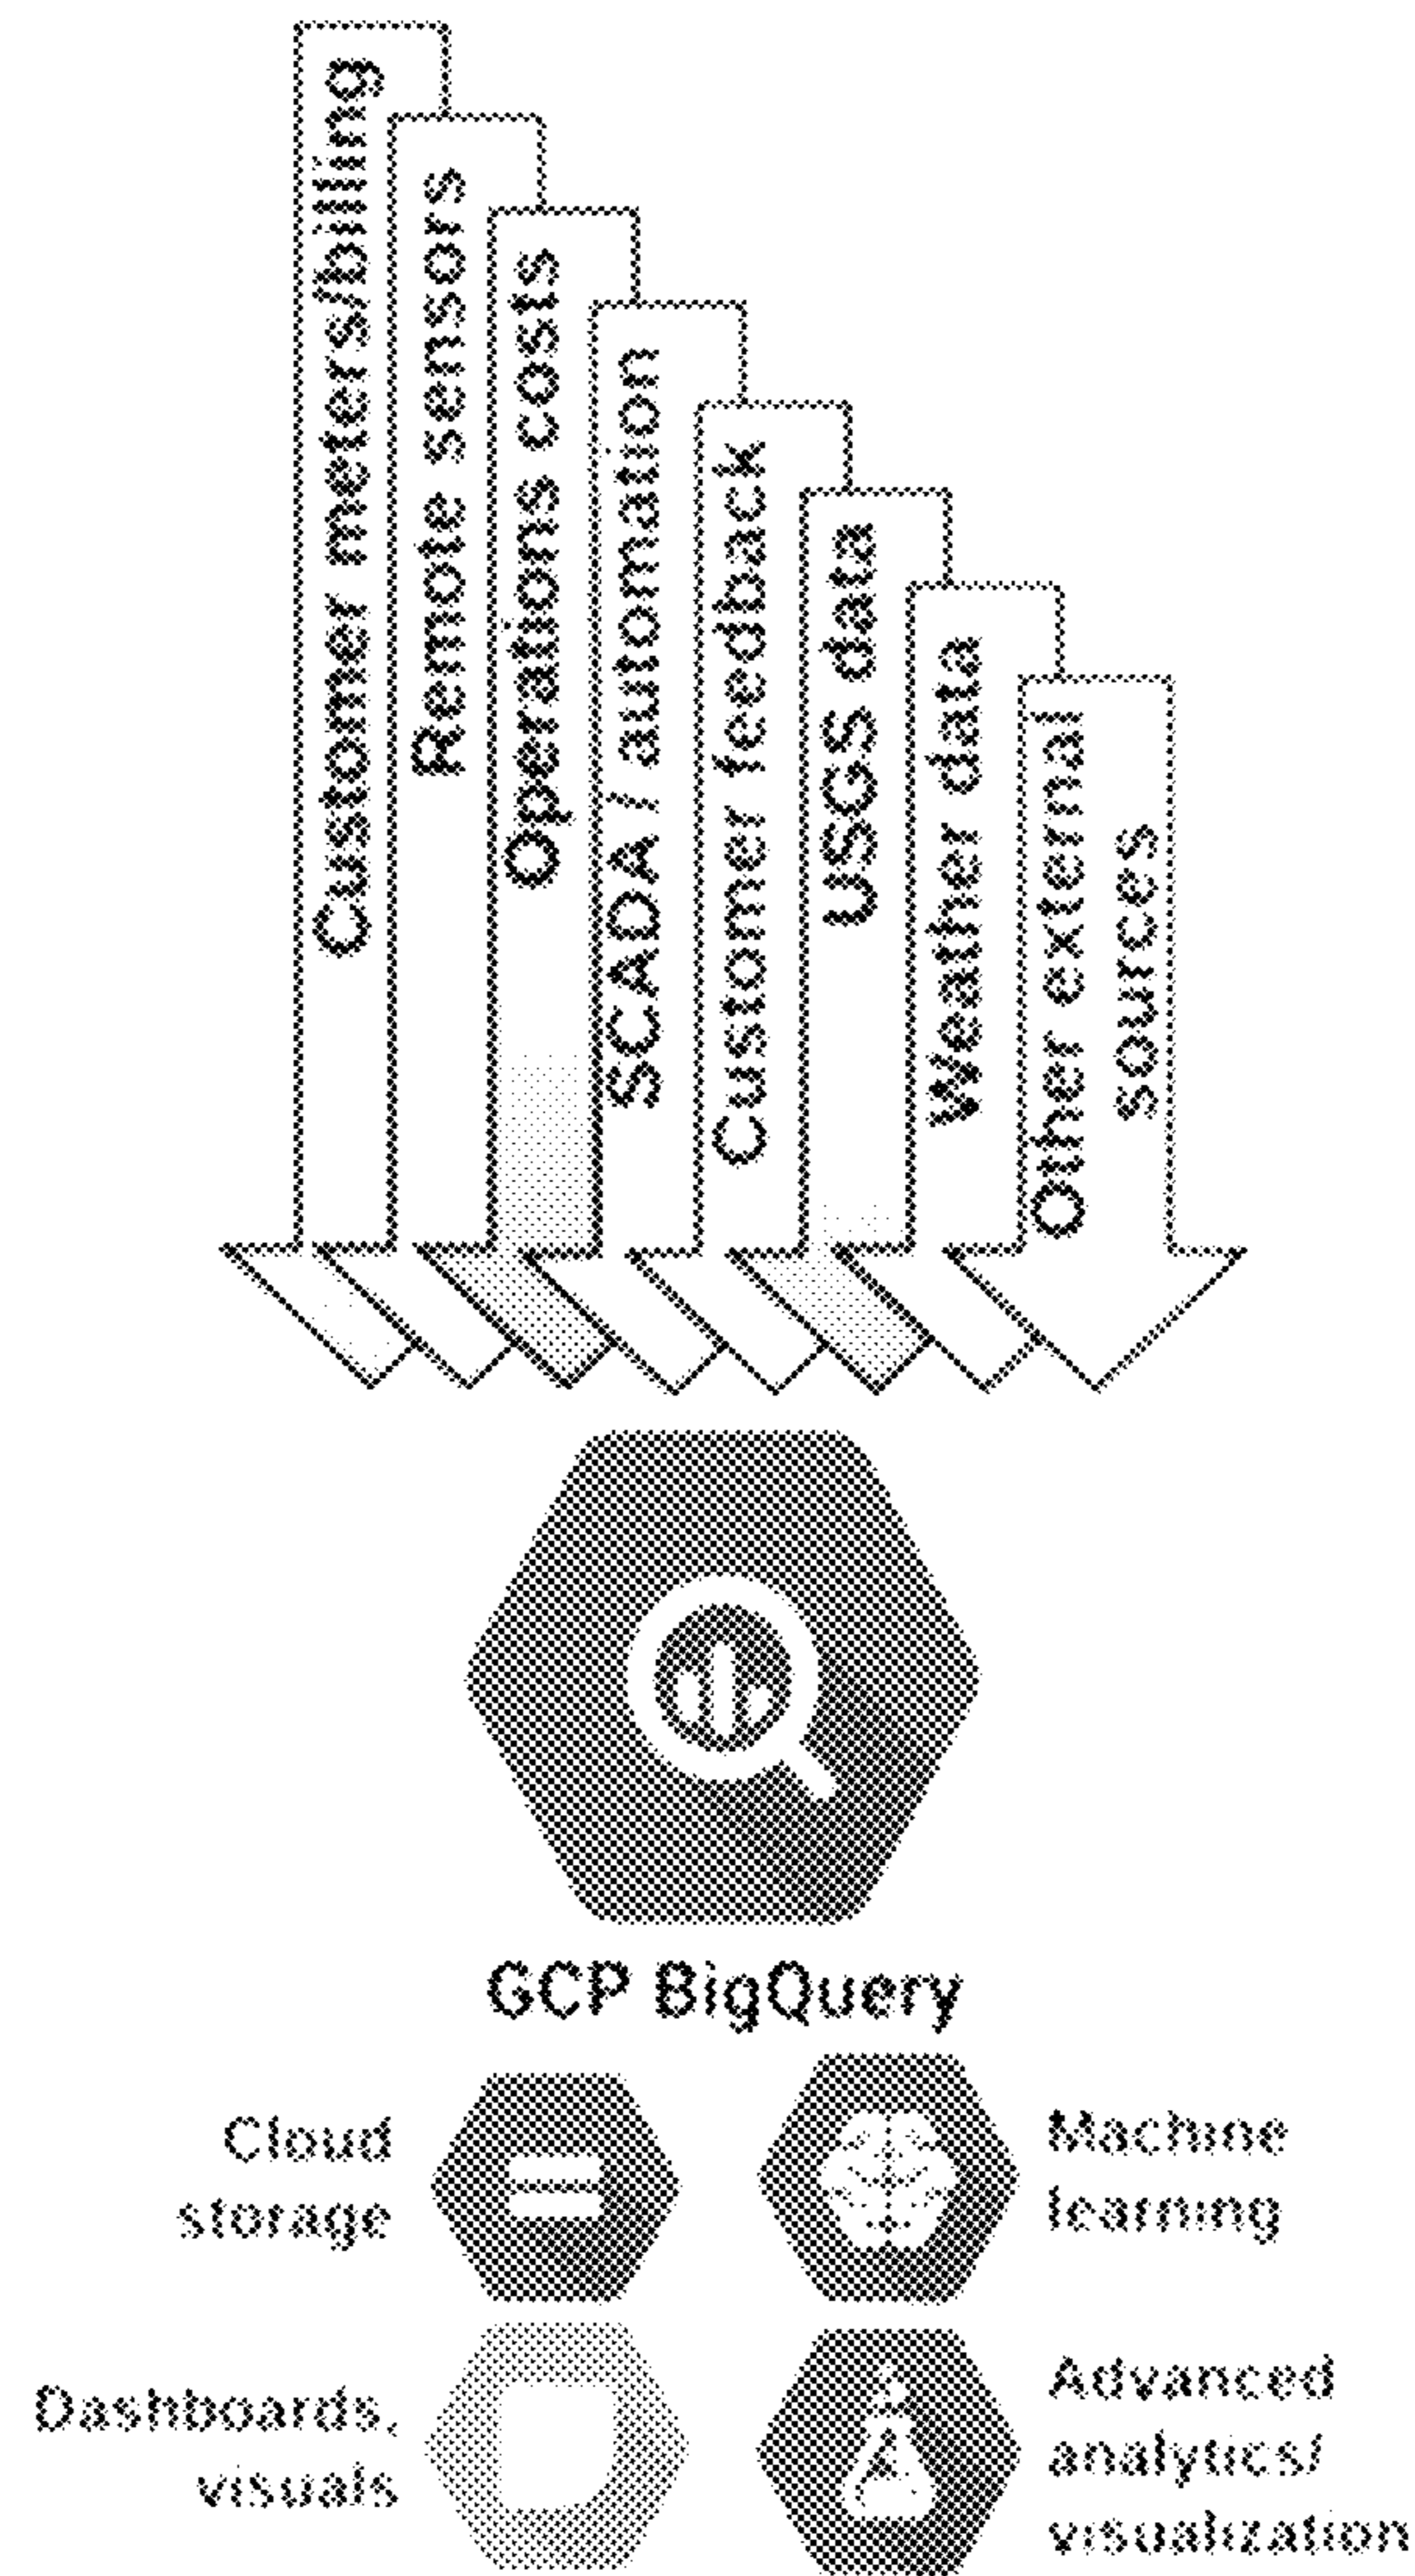 Customer meters/billing
Remote sensors
Operations costs
SCADA / automation
Customer feedback
USGS data
Weather data
Other external
sources
GCP BigQuery
Cloud
storage
Machine
learning
Dashboards,
visuals
Advanced
analytics/
visualization